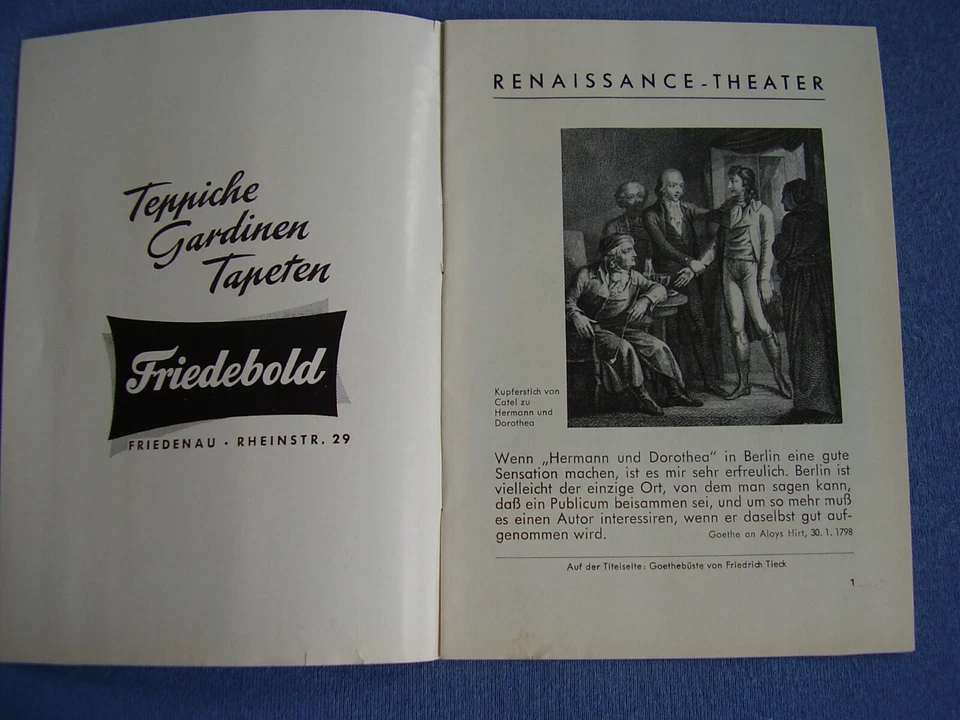 Teppiche
Gardinen
Tapeten
Friedebold
FRIEDENAU • RHEINSTR. 29
RENAISSANCE-THEATER
Kupferstich von
Catel zu
Hermann und
Dorothea
Wenn „Hermann und Dorothea" in Berlin eine gute
Sensation machen, ist es mir sehr erfreulich. Berlin ist
vielleicht der einzige Ort, von dem man sagen kann,
daß ein Publicum beisammen sei, und um so mehr muß
es einen Autor interessiren, wenn er daselbst gut auf-
genommen wird.
Goethe an Aloys Hirt, 30. 1. 1798
Auf der Titelseite: Goethebüste von Friedrich Tieck
1